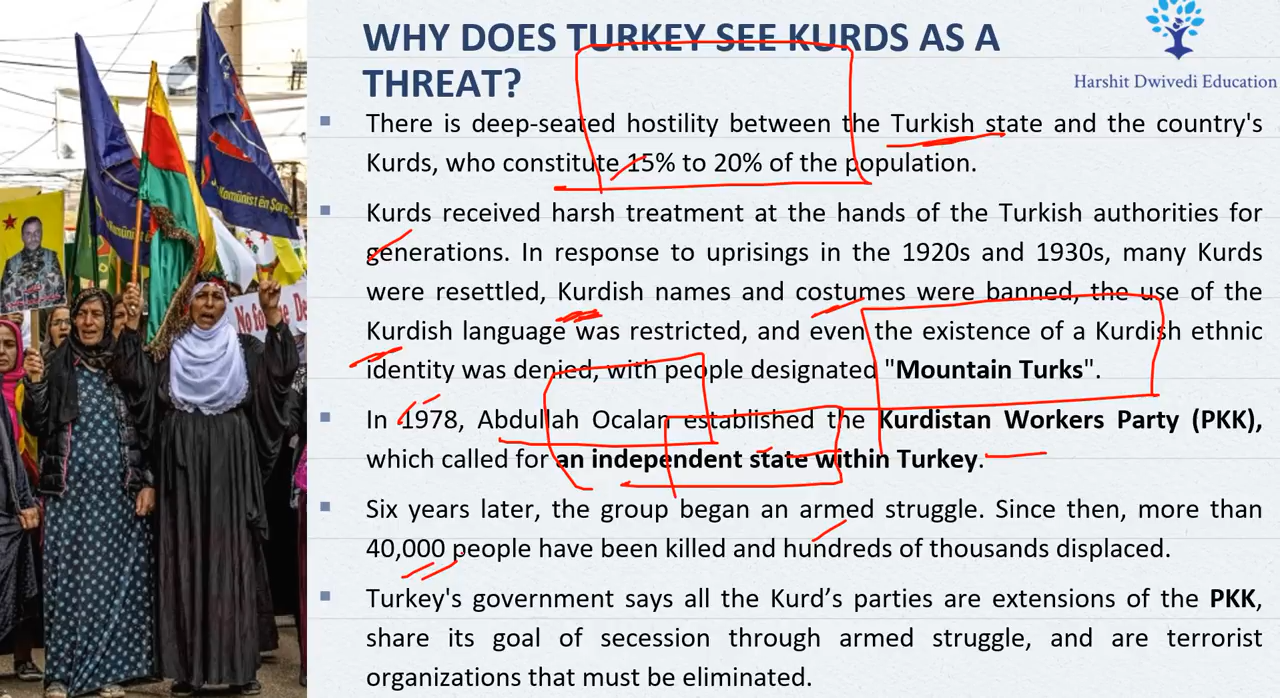 WHY DOES TURKEY SEE KURDS AS A
THREAT?
Harshit Dwivedi Education
There is deep-seated hostility between the Turkish state and the country's
Kurds, who constitute 15% to 20% of the population.
Kurds received harsh treatment at the hands of the Turkish authorities for
generations. In response to uprisings in the 1920s and 1930s, many Kurds
were resettled, Kurdish names and costumes were banned, the use of the
Kurdish language was restricted, and even the existence of a Kurdish ethnic
identity was denied, with people designated "Mountain Turks".
In 1978, Abdullah Ocalan established the Kurdistan Workers Party (PKK),
which called for an independent state within Turkey.
Six years later, the group began an armed struggle. Since then, more than
40,000 people have been killed and hundreds of thousands displaced.
Turkey's government says all the Kurd’s parties are extensions of the PKK,
share its goal of secession through armed struggle, and are terrorist
organizations that must be eliminated.
Komünist ên
No